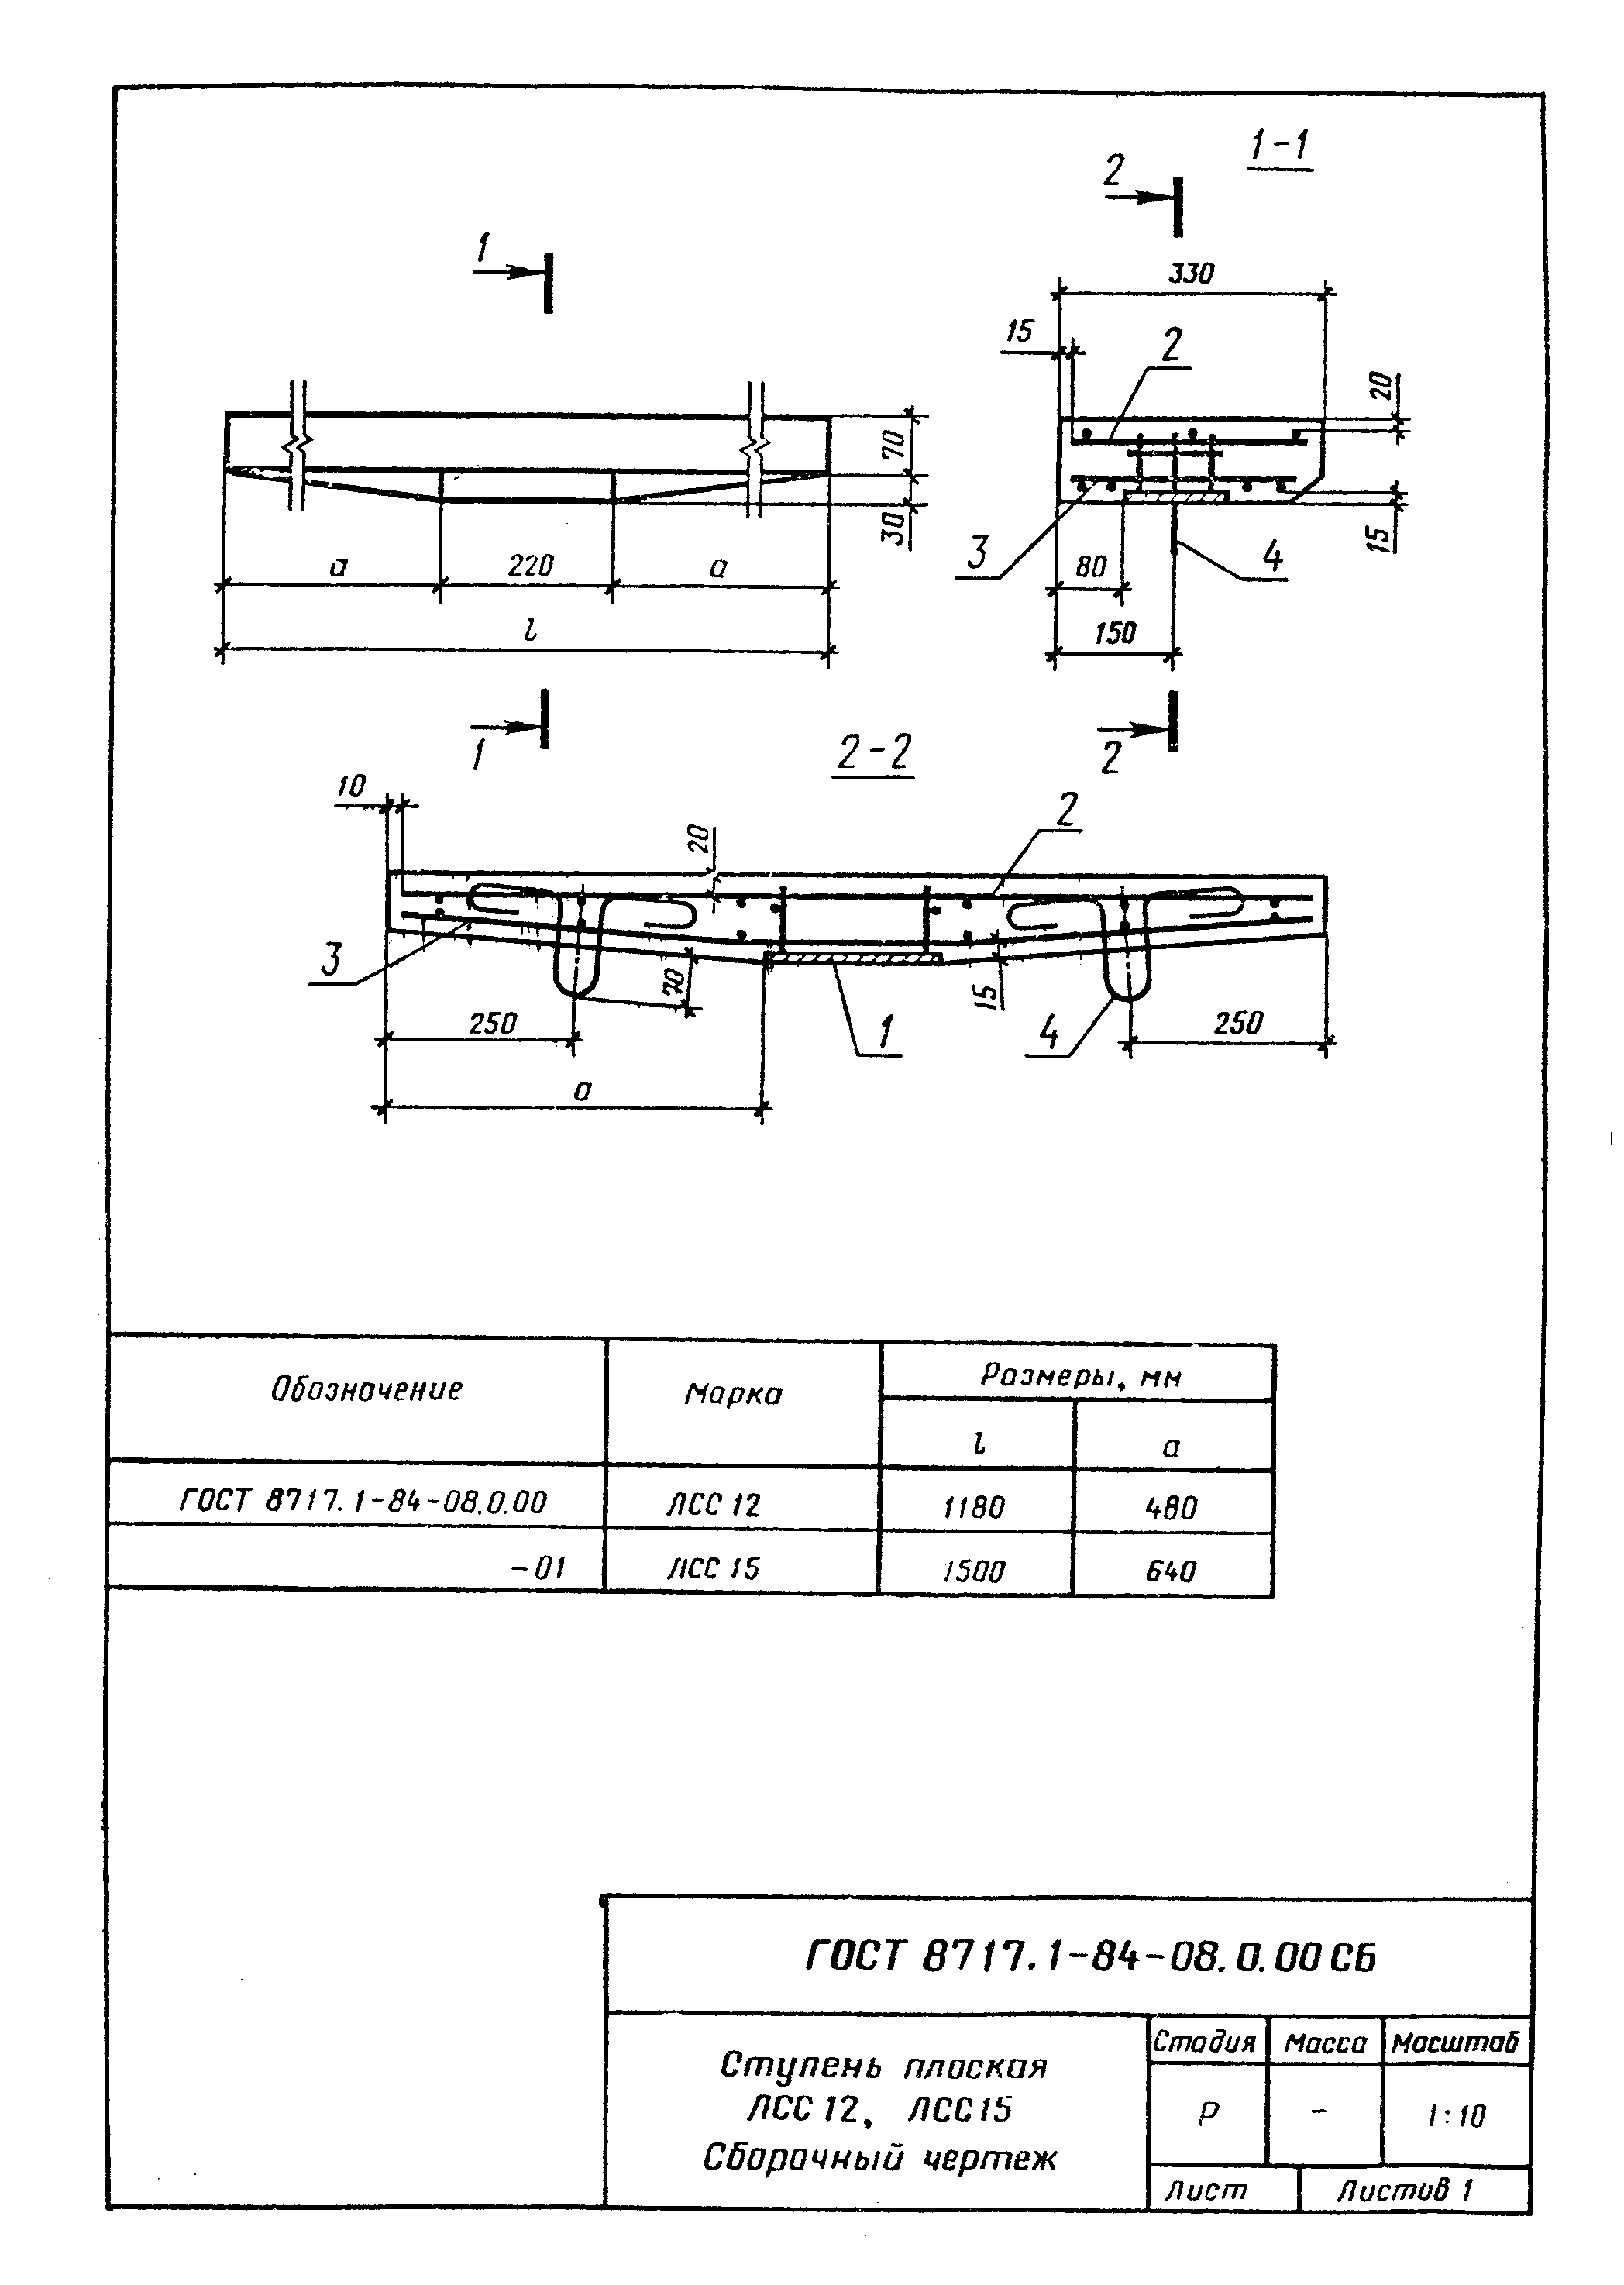 1-1
2
1
330
15
2
20
70
30
3
4
15
a
220
a
80
l
150
1
2
2-2
10
20
2
3
70
15
250
1
4
250
a
Обозначение
Марка
Размеры, мм
l
a
ГОСТ 8717.1-84-08.0.00
ЛСС 12
1180
480
-01
ЛСС 15
1500
640
ГОСТ 8717.1-84-08.0.00 СБ
Ступень плоская
ЛСС 12, ЛСС 15
Сборочный чертеж
Стадия
Масса
Масштаб
Р
-
1:10
Лист
Листов 1